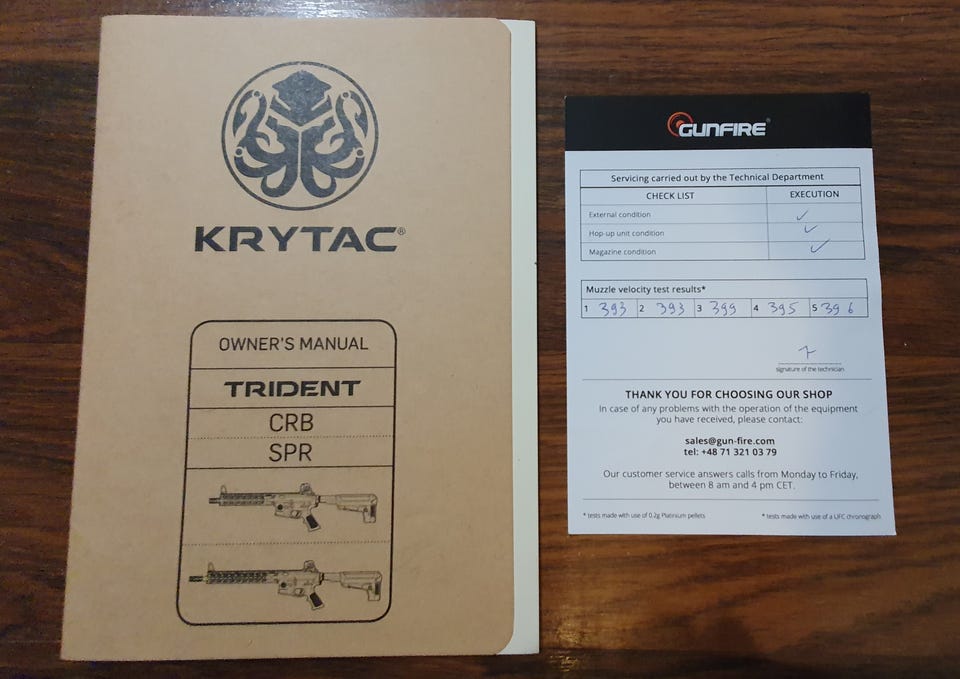 KRYTAC®
OWNER'S MANUAL
TRIDENT
CRB
SPR
GUNFIRE®
Servicing carried out by the Technical Department
CHECK LIST EXECUTION
External condition ✓
Hop-up unit condition ✓
Magazine condition ✓
Muzzle velocity test results*
1 393 2 393 3 399 4 395 5 396
signature of the technician
THANK YOU FOR CHOOSING OUR SHOP
In case of any problems with the operation of the equipment
you have received, please contact:
sales@gun-fire.com
tel: +48 71 321 03 79
Our customer service answers calls from Monday to Friday,
between 8 am and 4 pm CET.
* tests made with use of 0.2g Platinium pellets * tests made with use of a UFC chronograph